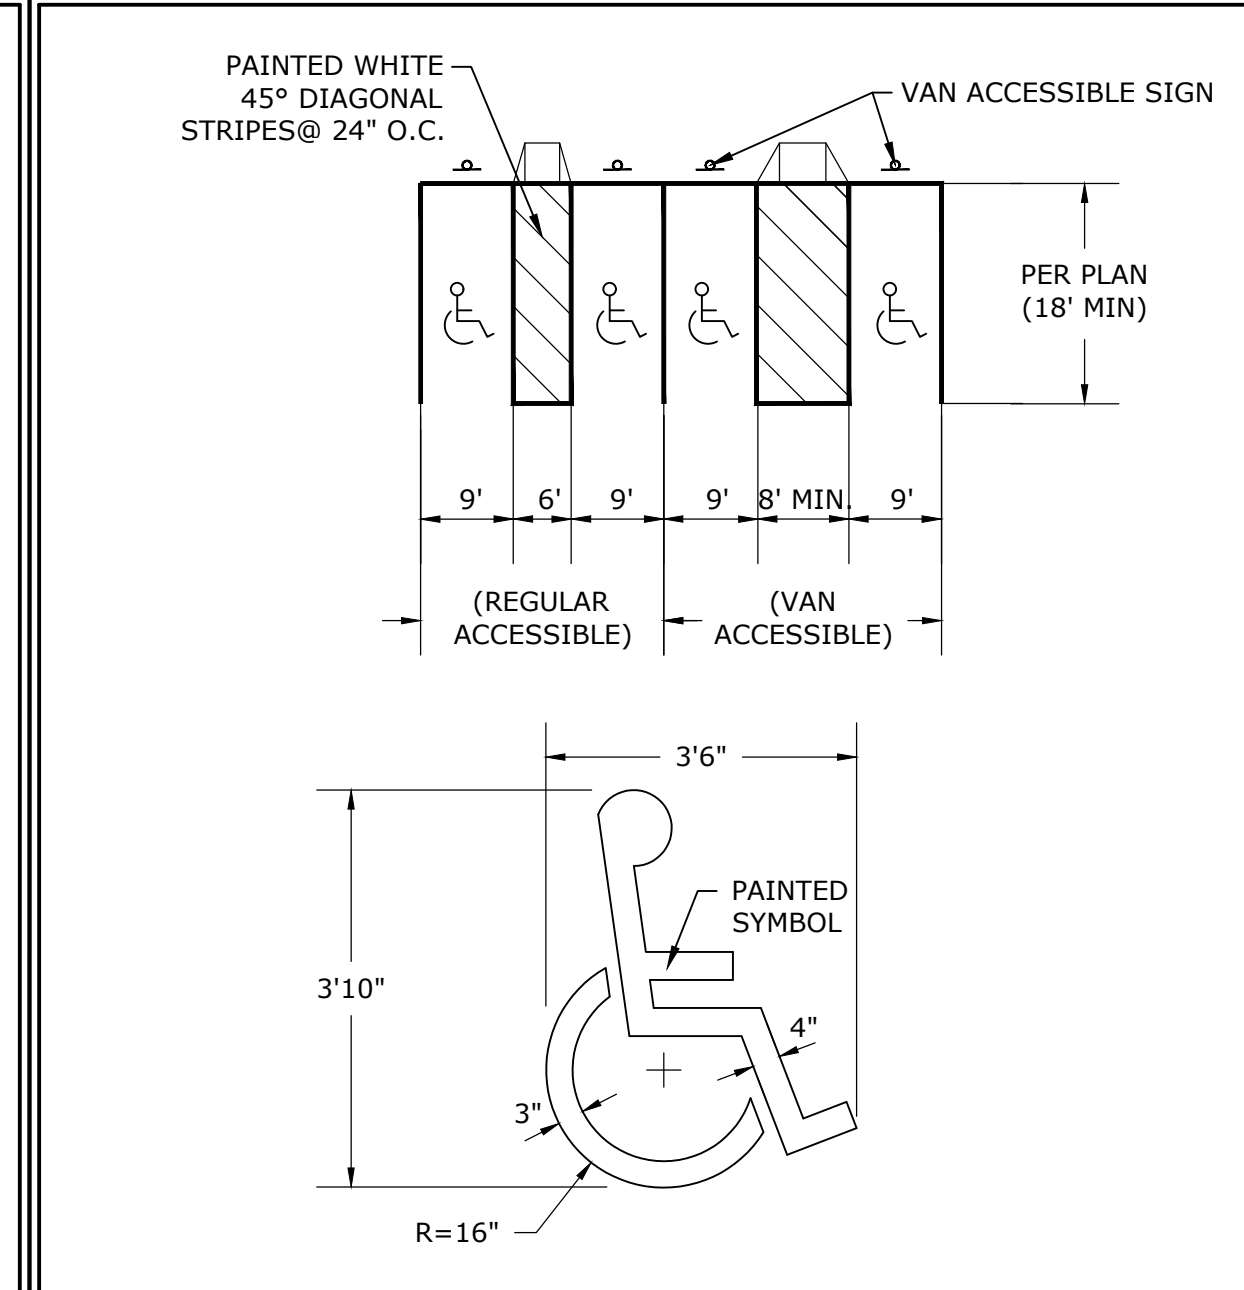 PAINTED WHITE
45° DIAGONAL
STRIPES@ 24" O.C.
VAN ACCESSIBLE SIGN
PER PLAN
(18' MIN)
9' 6' 9' 9' 8' MIN. 9'
(REGULAR
ACCESSIBLE)
(VAN
ACCESSIBLE)
3'6"
PAINTED
SYMBOL
3'10"
4"
3"
R=16"